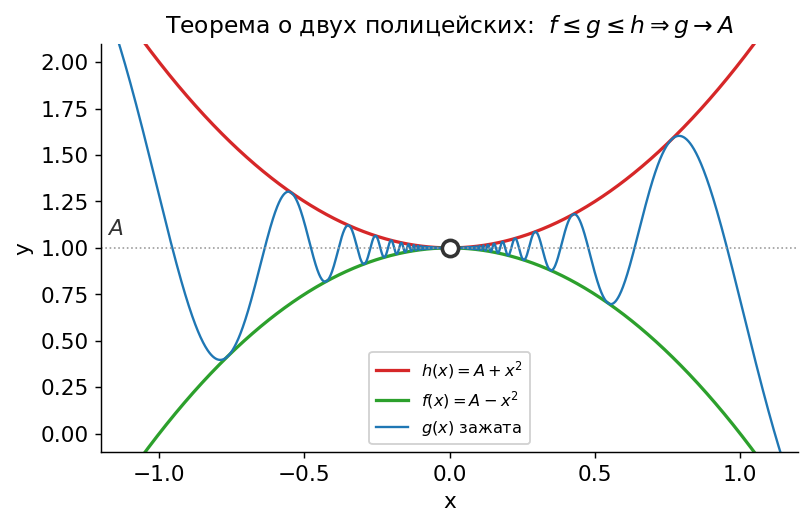 Теорема о двух полицейских: f ≤ g ≤ h ⇒ g → A
2.00
1.75
1.50
1.25
A
1.00
y
0.75
0.50
0.25
0.00
h(x) = A + x²
f(x) = A − x²
g(x) зажата
−1.0 −0.5 0.0 0.5 1.0
x